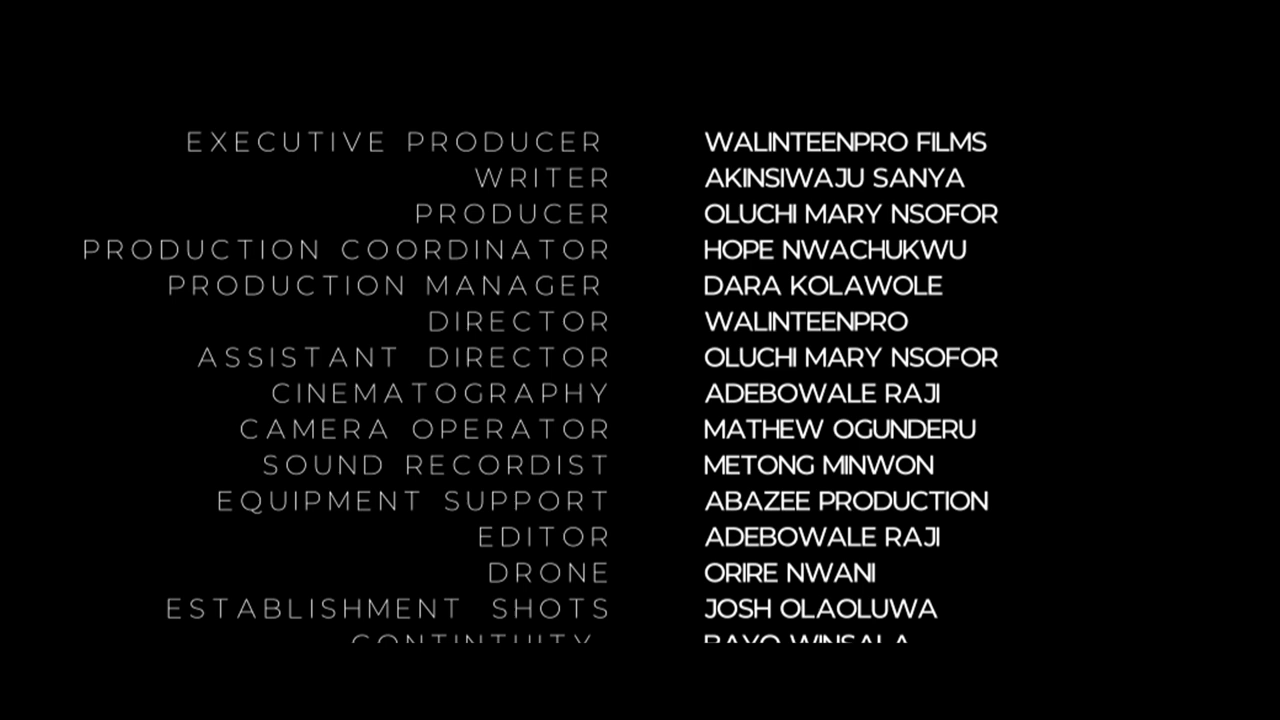 EXECUTIVE PRODUCER WALINTEENPRO FILMS
WRITER AKINSIWAJU SANYA
PRODUCER OLUCHI MARY NSOFOR
PRODUCTION COORDINATOR HOPE NWACHUKWU
PRODUCTION MANAGER DARA KOLAWOLE
DIRECTOR WALINTEENPRO
ASSISTANT DIRECTOR OLUCHI MARY NSOFOR
CINEMATOGRAPHY ADEBOWALE RAJI
CAMERA OPERATOR MATHEW OGUNDERU
SOUND RECORDIST METONG MINWON
EQUIPMENT SUPPORT ABAZEE PRODUCTION
EDITOR ADEBOWALE RAJI
DRONE ORIRE NWANI
ESTABLISHMENT SHOTS JOSH OLAOLUWA